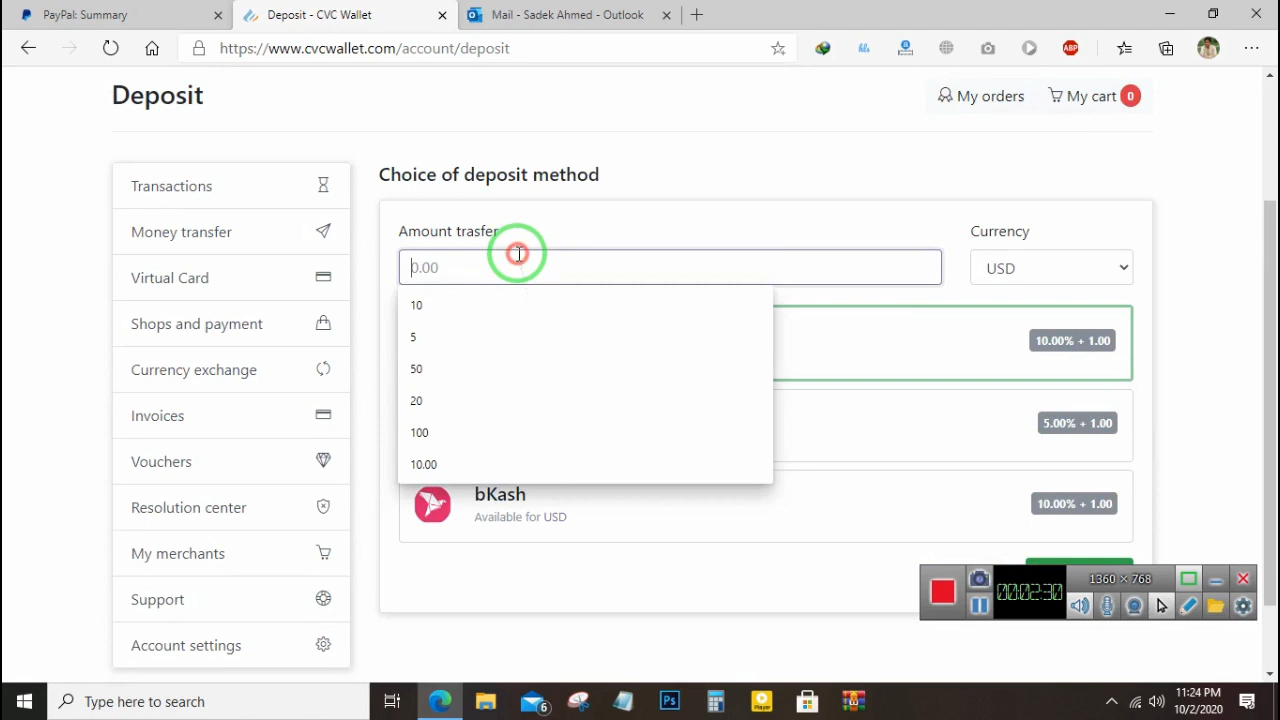 PayPal: Summary
Deposit - CVC Wallet
Mail - Sadek Ahmed - Outlook
https://www.cvcwallet.com/account/deposit
ABP
Deposit
My orders
My cart 0
Transactions
Money transfer
Virtual Card
Shops and payment
Currency exchange
Invoices
Vouchers
Resolution center
My merchants
Support
Account settings
Choice of deposit method
Amount trasfer
Currency
0.00
USD
10
5
50
20
100
10.00
10.00% + 1.00
5.00% + 1.00
bKash
Available for USD
10.00% + 1.00
00:02:30
1360 × 768
Type here to search
6
Ps
Player
11:24 PM
10/2/2020